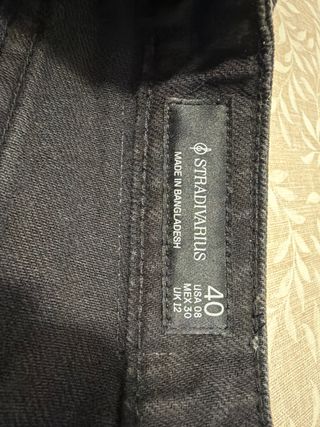 STRADIVARIUS
MADE IN BANGLADESH
40
USA 08
MEX 30
UK 12